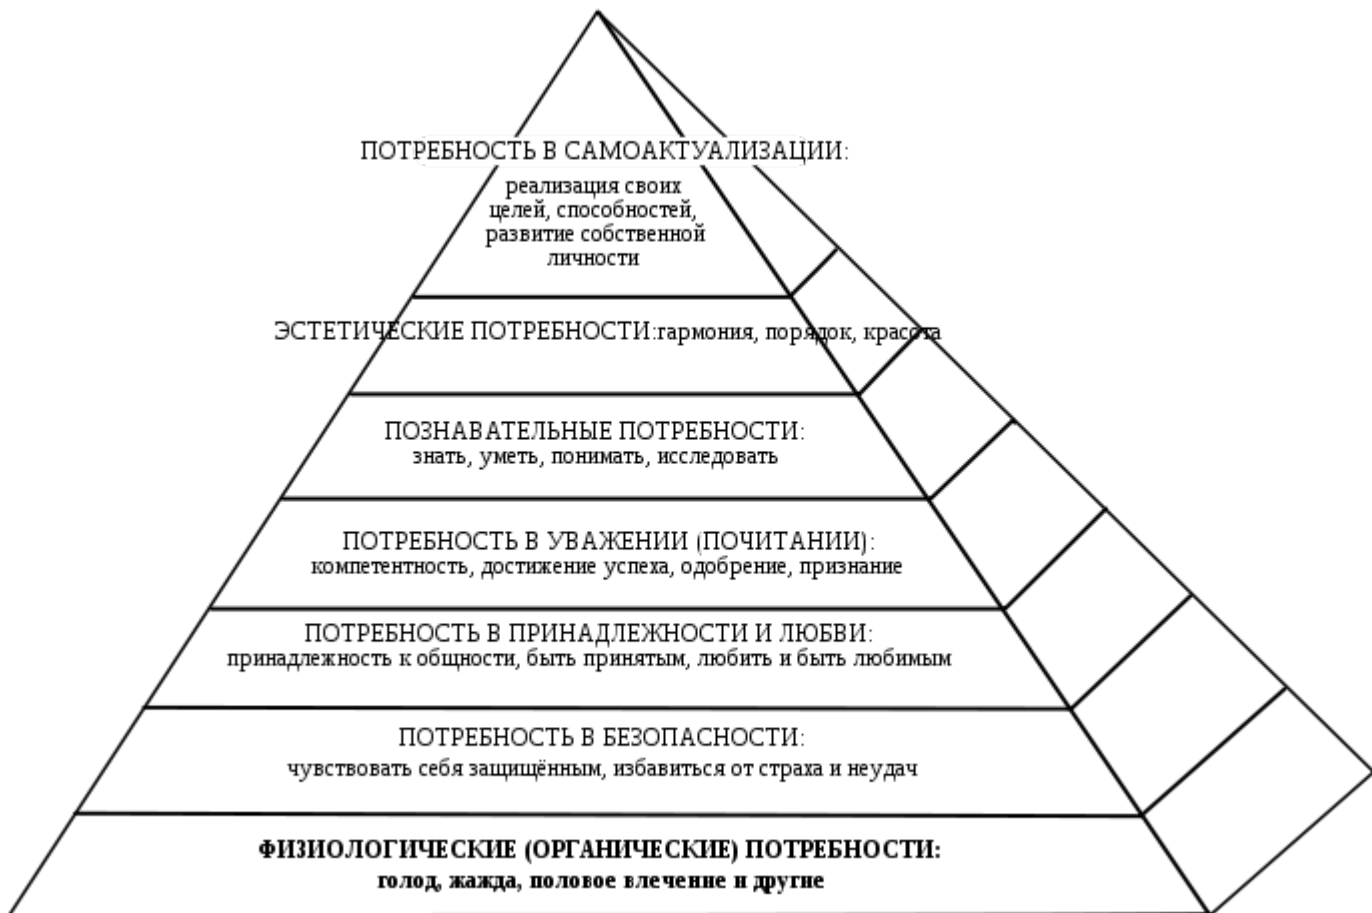 ПОТРЕБНОСТЬ В САМОАКТУАЛИЗАЦИИ:
реализация своих
целей, способностей,
развитие собственной
личности
ЭСТЕТИЧЕСКИЕ ПОТРЕБНОСТИ:гармония, порядок, красота
ПОЗНАВАТЕЛЬНЫЕ ПОТРЕБНОСТИ:
знать, уметь, понимать, исследовать
ПОТРЕБНОСТЬ В УВАЖЕНИИ (ПОЧИТАНИИ):
компетентность, достижение успеха, одобрение, признание
ПОТРЕБНОСТЬ В ПРИНАДЛЕЖНОСТИ И ЛЮБВИ:
принадлежность к общности, быть принятым, любить и быть любимым
ПОТРЕБНОСТЬ В БЕЗОПАСНОСТИ:
чувствовать себя защищённым, избавиться от страха и неудач
ФИЗИОЛОГИЧЕСКИЕ (ОРГАНИЧЕСКИЕ) ПОТРЕБНОСТИ:
голод, жажда, половое влечение и другие